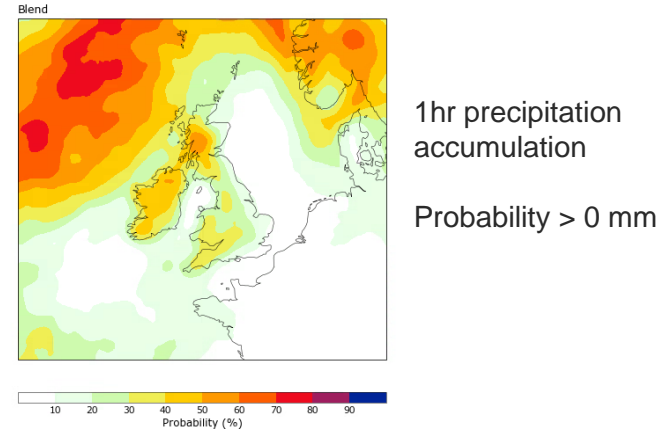 Blend
1hr precipitation
accumulation
Probability > 0 mm
10 20 30 40 50 60 70 80 90
Probability (%)